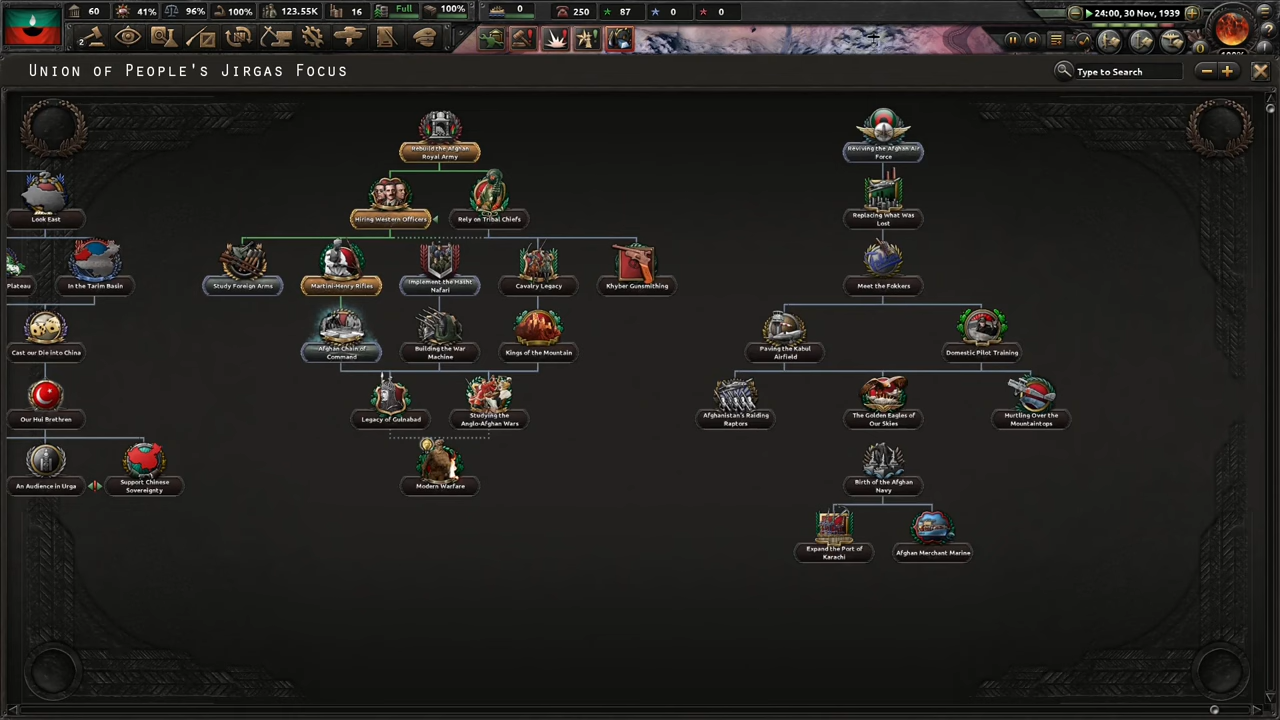 60
41%
96%
100%
123.55K
16
Full
100%
0
250
87
0
0
24:00, 30 Nov, 1939
2
0
100%
Union of People's Jirgas Focus
Type to Search
Rebuild the Afghan
Royal Army
Reviving the Afghan Air
Force
Look East
Hiring Western Officers
Rely on Tribal Chiefs
Replacing What Was
Lost
Plateau
In the Tarim Basin
Study Foreign Arms
Martini-Henry Rifles
Implement the Hasht
Nafari
Cavalry Legacy
Khyber Gunsmithing
Meet the Fokkers
Cast our Die into China
Afghan Chain of
Command
Building the War
Machine
Kings of the Mountain
Paving the Kabul
Airfield
Domestic Pilot Training
Our Hui Brethren
Legacy of Gulnabad
Studying the
Anglo-Afghan Wars
Afghanistan's Raiding
Raptors
The Golden Eagles of
Our Skies
Hurtling Over the
Mountaintops
An Audience in Urga
Support Chinese
Sovereignty
Modern Warfare
Birth of the Afghan
Navy
Expand the Port of
Karachi
Afghan Merchant Marine